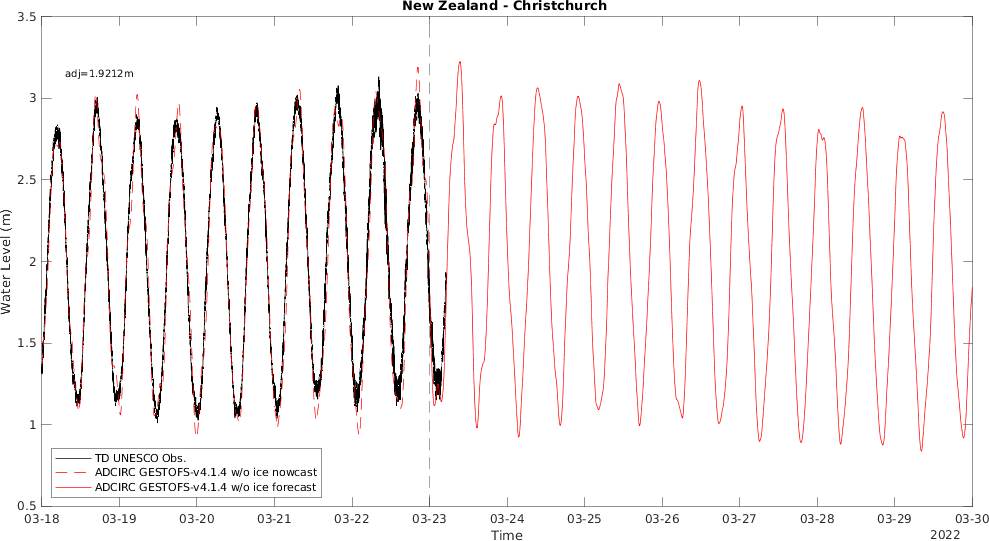 New Zealand - Christchurch
3.5
adj=1.9212m
3
2.5
2
1.5
1
0.5
Water Level (m)
TD UNESCO Obs.
ADCIRC GESTOFS-v4.1.4 w/o ice nowcast
ADCIRC GESTOFS-v4.1.4 w/o ice forecast
03-18 03-19 03-20 03-21 03-22 03-23 03-24 03-25 03-26 03-27 03-28 03-29 03-30
Time
2022